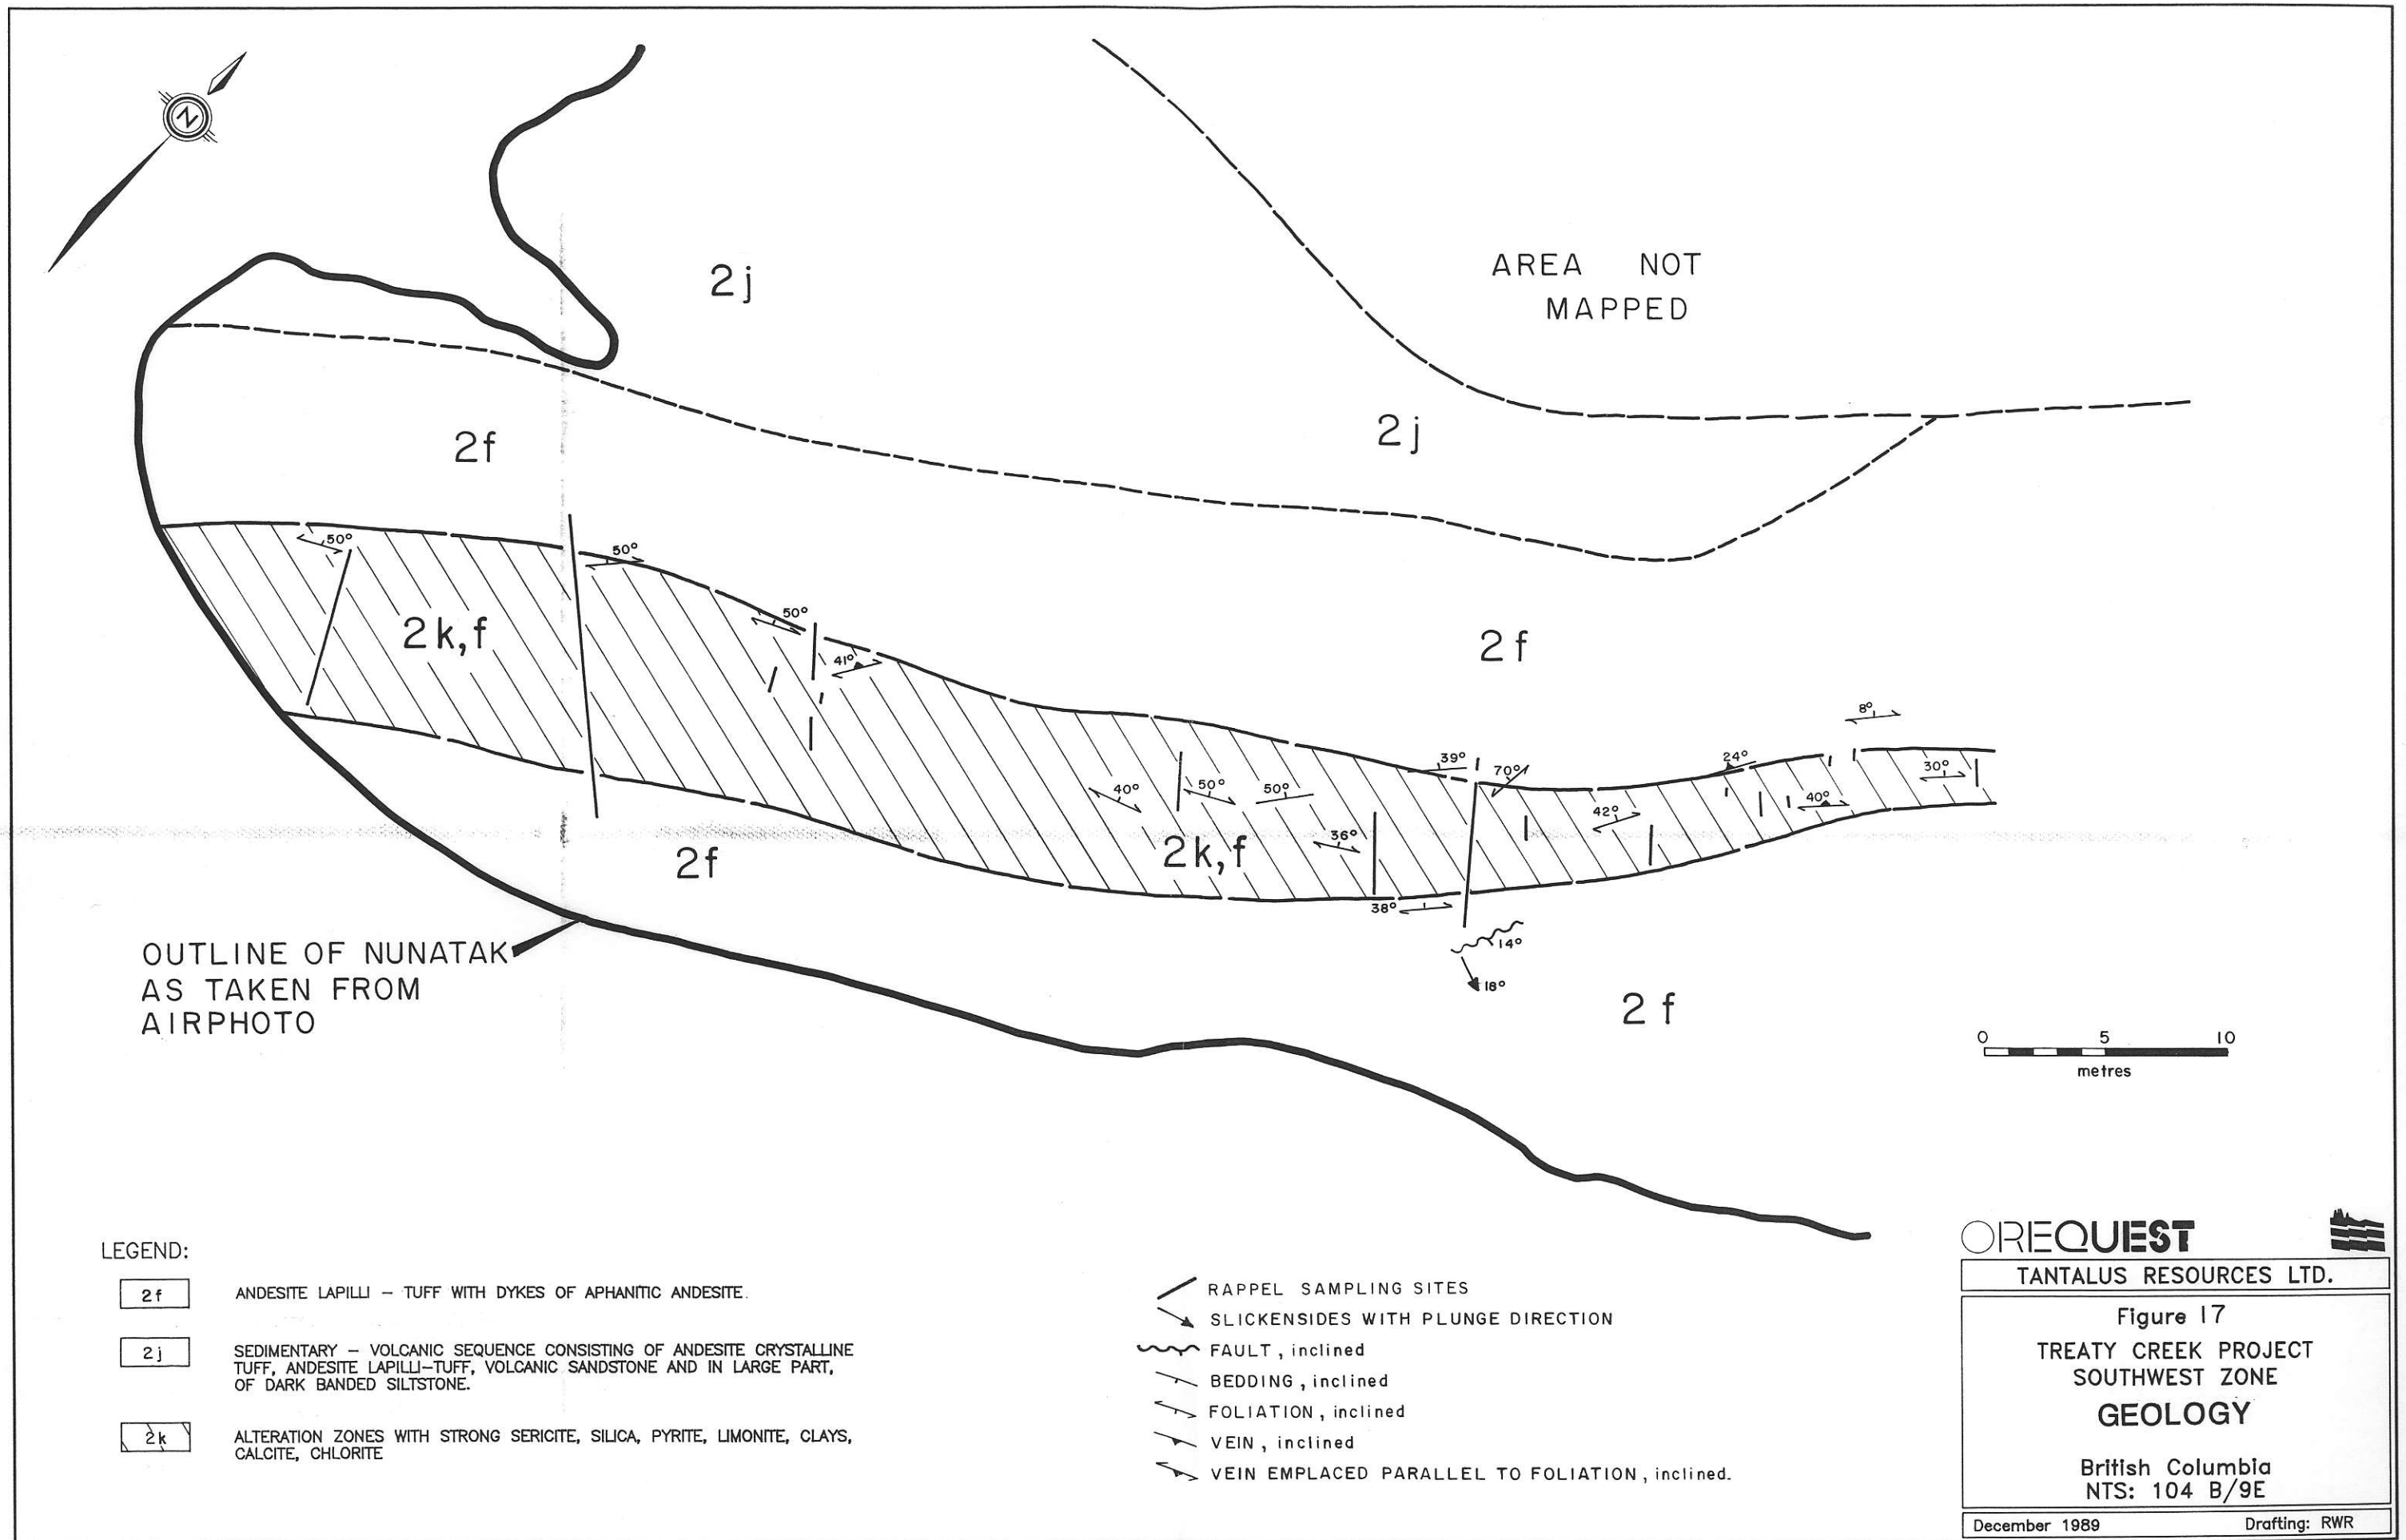 N
2j
AREA NOT
MAPPED
2j
2f
50°
50°
2k,f
50°
41°
2f
8°
39°
70°
24°
30°
40°
50°
50°
42°
40°
36°
2k,f
2f
38°
14°
18°
OUTLINE OF NUNATAK
AS TAKEN FROM
AIRPHOTO
2f
0 5 10
metres
LEGEND:
2f ANDESITE LAPILLI – TUFF WITH DYKES OF APHANITIC ANDESITE.
2j SEDIMENTARY – VOLCANIC SEQUENCE CONSISTING OF ANDESITE CRYSTALLINE
TUFF, ANDESITE LAPILLI–TUFF, VOLCANIC SANDSTONE AND IN LARGE PART,
OF DARK BANDED SILTSTONE.
2k ALTERATION ZONES WITH STRONG SERICITE, SILICA, PYRITE, LIMONITE, CLAYS,
CALCITE, CHLORITE
RAPPEL SAMPLING SITES
SLICKENSIDES WITH PLUNGE DIRECTION
FAULT, inclined
BEDDING, inclined
FOLIATION, inclined
VEIN, inclined
VEIN EMPLACED PARALLEL TO FOLIATION, inclined.
OREQUEST
TANTALUS RESOURCES LTD.
Figure 17
TREATY CREEK PROJECT
SOUTHWEST ZONE
GEOLOGY
British Columbia
NTS: 104 B/9E
December 1989 Drafting: RWR